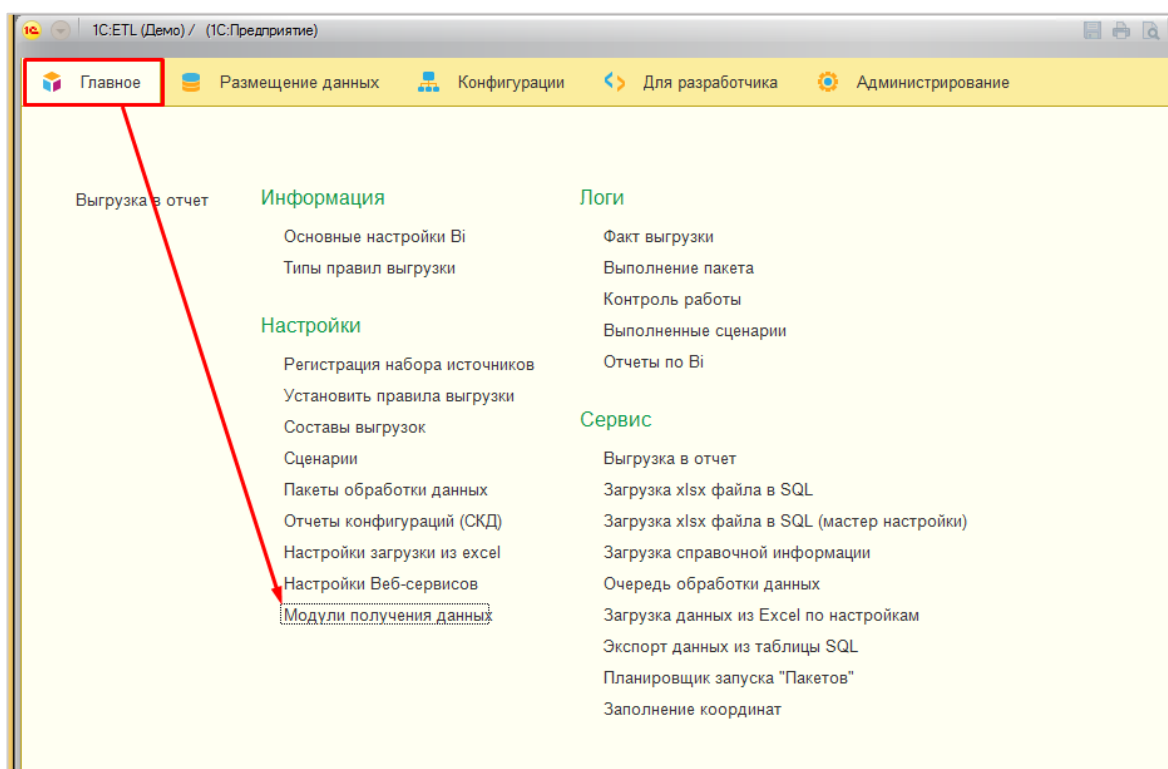 1С:ETL (Демо) / (1С:Предприятие)
Главное Размещение данных Конфигурации Для разработчика Администрирование
Выгрузка в отчет
Информация
Основные настройки Bi
Типы правил выгрузки
Настройки
Регистрация набора источников
Установить правила выгрузки
Составы выгрузок
Сценарии
Пакеты обработки данных
Отчеты конфигураций (СКД)
Настройки загрузки из excel
Настройки Веб-сервисов
Модули получения данных
Логи
Факт выгрузки
Выполнение пакета
Контроль работы
Выполненные сценарии
Отчеты по Bi
Сервис
Выгрузка в отчет
Загрузка xlsx файла в SQL
Загрузка xlsx файла в SQL (мастер настройки)
Загрузка справочной информации
Очередь обработки данных
Загрузка данных из Excel по настройкам
Экспорт данных из таблицы SQL
Планировщик запуска "Пакетов"
Заполнение координат